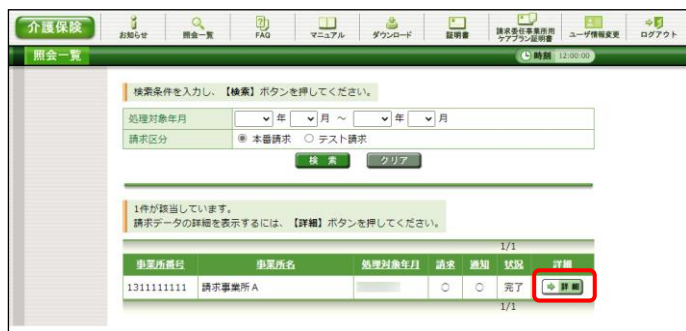 介護保険
お知らせ
照会一覧
FAQ
マニュアル
ダウンロード
証明書
請求委任事業所用
ケアプラン証明書
ユーザ情報変更
ログアウト
照会一覧
時刻 12:00:00
検索条件を入力し、【検索】ボタンを押してください。
処理対象年月 年 月 ～ 年 月
請求区分 本番請求 テスト請求
検索 クリア
1件が該当しています。
請求データの詳細を表示するには、【詳細】ボタンを押してください。
1/1
事業所番号 事業所名 処理対象年月 請求 通知 状況 詳細
1311111111 請求事業所A ○ ○ 完了 詳細
1/1